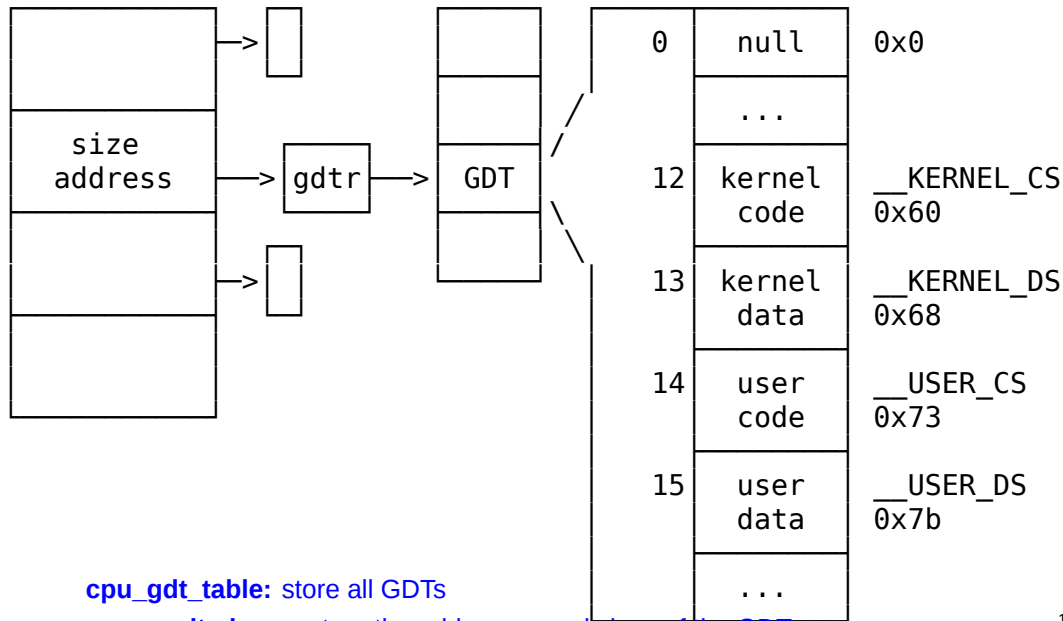 0 null 0x0
...
size
address
gdtr
GDT
12 kernel code __KERNEL_CS 0x60
13 kernel data __KERNEL_DS 0x68
14 user code __USER_CS 0x73
15 user data __USER_DS 0x7b
...
cpu_gdt_table: store all GDTs